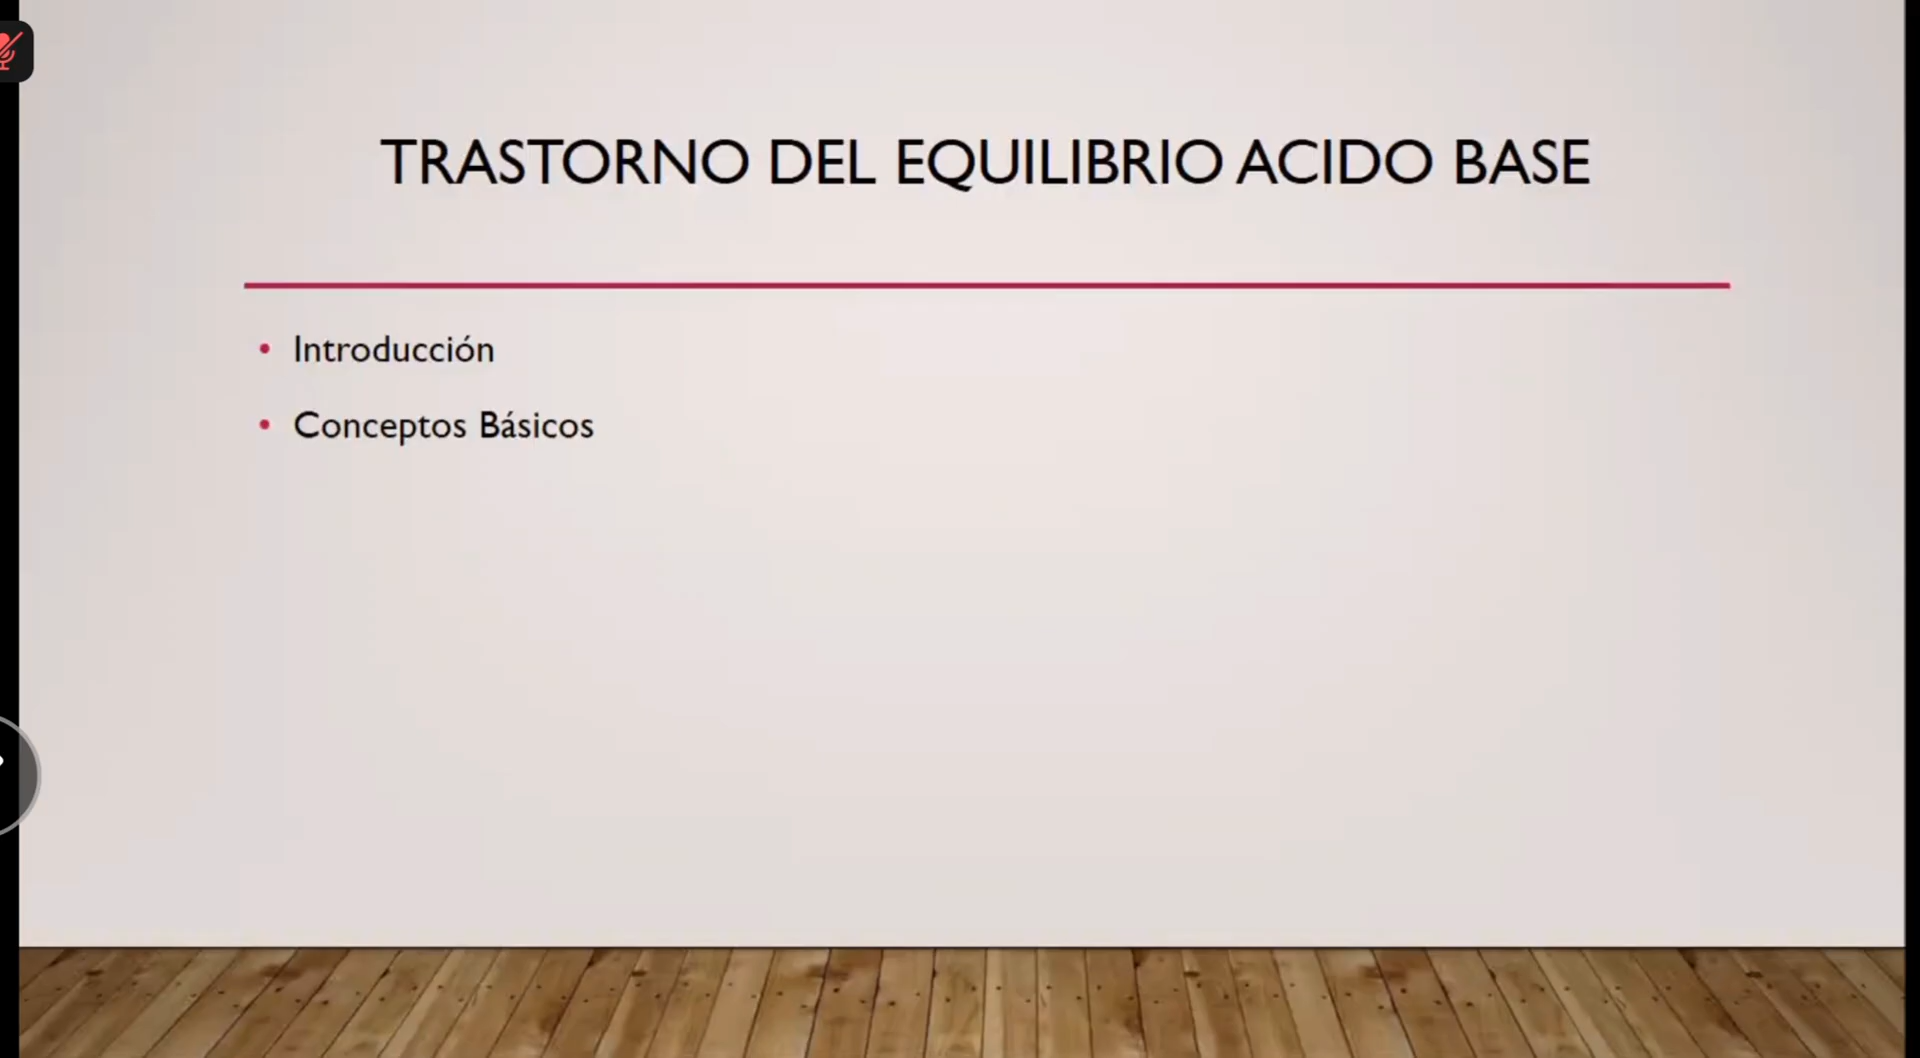 TRASTORNO DEL EQUILIBRIO ACIDO BASE
• Introducción
• Conceptos Básicos